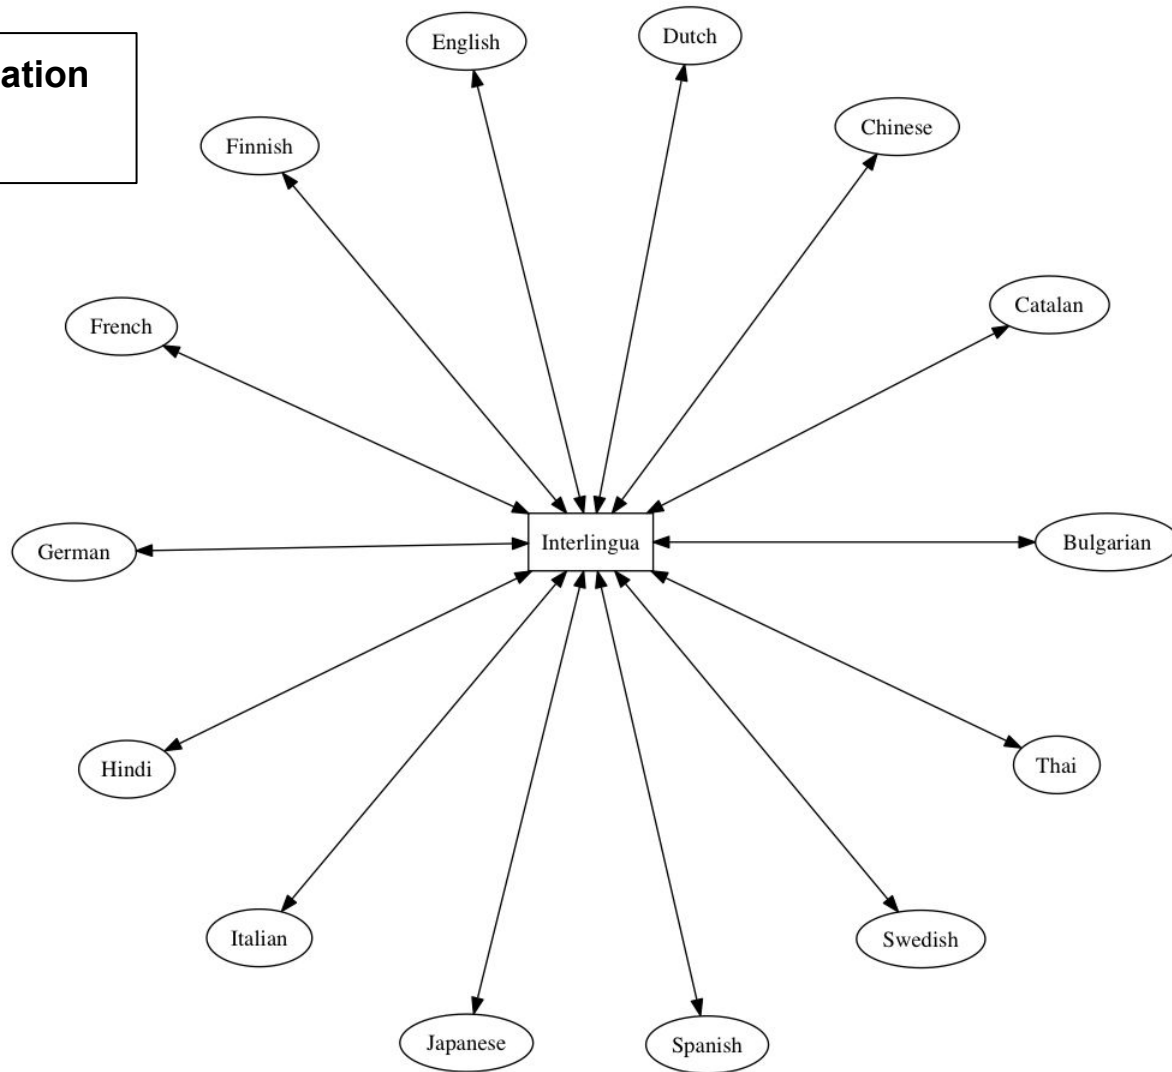 ation
English
Dutch
Chinese
Finnish
Catalan
French
German
Interlingua
Bulgarian
Hindi
Thai
Italian
Swedish
Japanese
Spanish